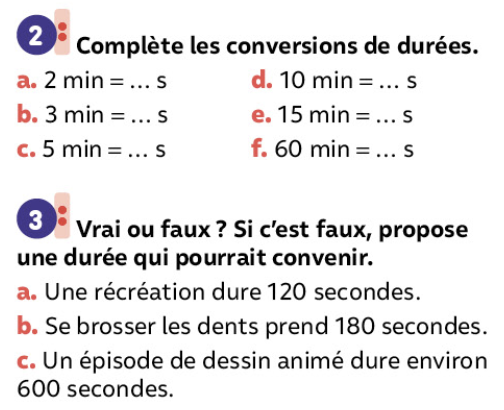 2 Complète les conversions de durées.
a. 2 min = ... s d. 10 min = ... s
b. 3 min = ... s e. 15 min = ... s
c. 5 min = ... s f. 60 min = ... s
3 Vrai ou faux ? Si c’est faux, propose
une durée qui pourrait convenir.
a. Une récréation dure 120 secondes.
b. Se brosser les dents prend 180 secondes.
c. Un épisode de dessin animé dure environ
600 secondes.